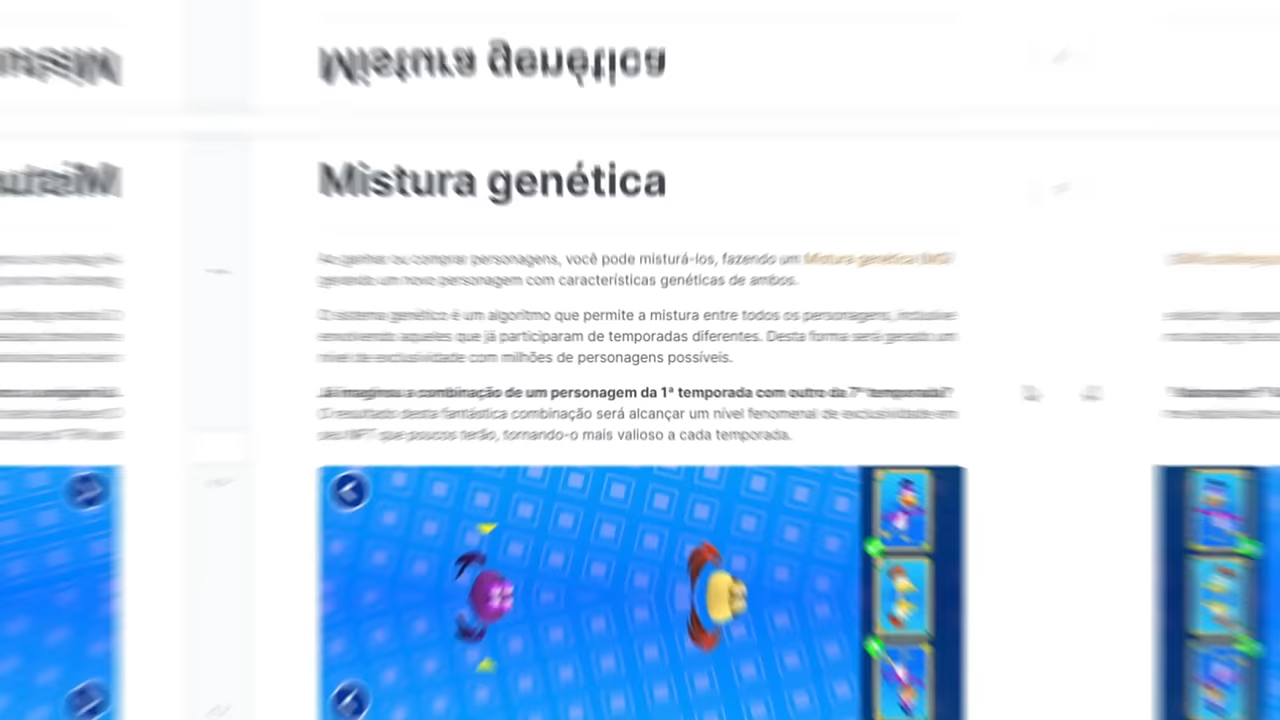 Mistura genética
Ao ganhar ou comprar personagens, você pode misturá-los, fazendo um Mistura genética
gerando um novo personagem com características genéticas de ambos.
O sistema genético é um algoritmo que permite a mistura entre todos os personagens, inclusive
envolvendo aqueles que já participaram de temporadas diferentes. Desta forma será gerado um
nível de exclusividade com milhões de personagens possíveis.
Já imaginou a combinação de um personagem da 1ª temporada com outro da 7ª temporada?
O resultado desta fantástica combinação será alcançar um nível fenomenal de exclusividade em
seu NFT que poucos terão, tornando-o mais valioso a cada temporada.